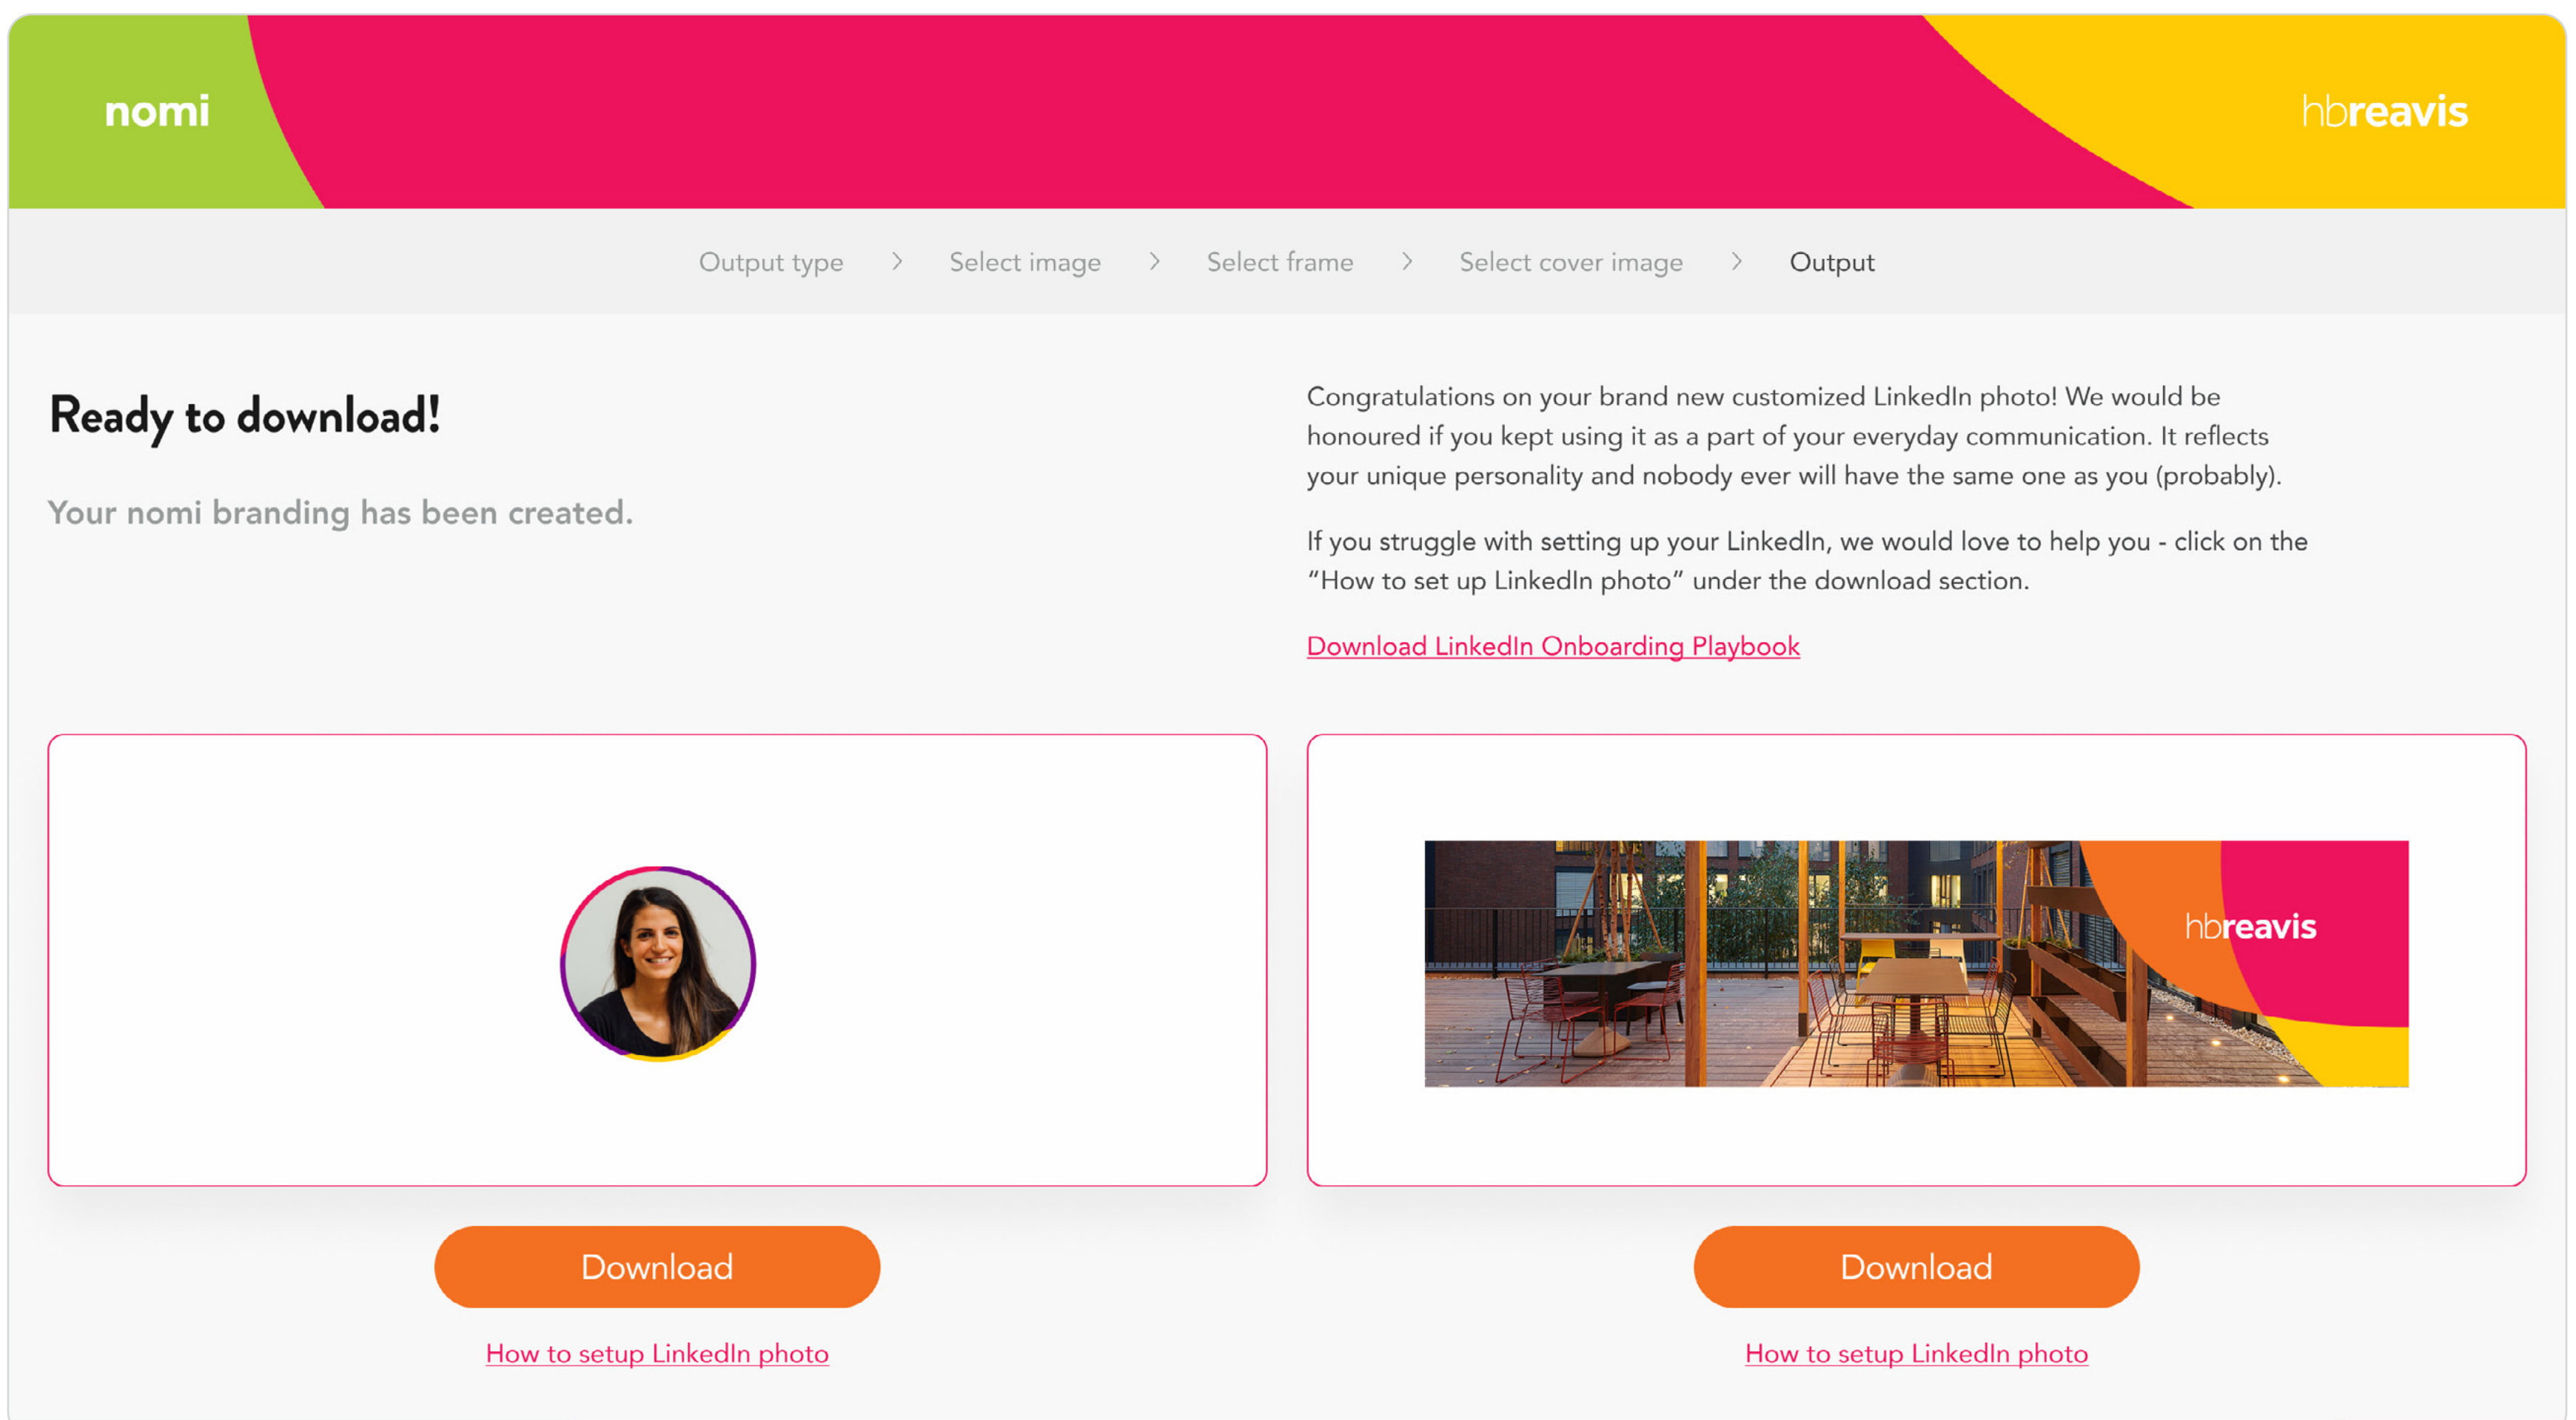 nomi
hbreavis
Output type > Select image > Select frame > Select cover image > Output
Ready to download!
Your nomi branding has been created.
Congratulations on your brand new customized LinkedIn photo! We would be
honoured if you kept using it as a part of your everyday communication. It reflects
your unique personality and nobody ever will have the same one as you (probably).
If you struggle with setting up your LinkedIn, we would love to help you - click on the
“How to set up LinkedIn photo” under the download section.
Download LinkedIn Onboarding Playbook
hbreavis
Download
How to setup LinkedIn photo
Download
How to setup LinkedIn photo